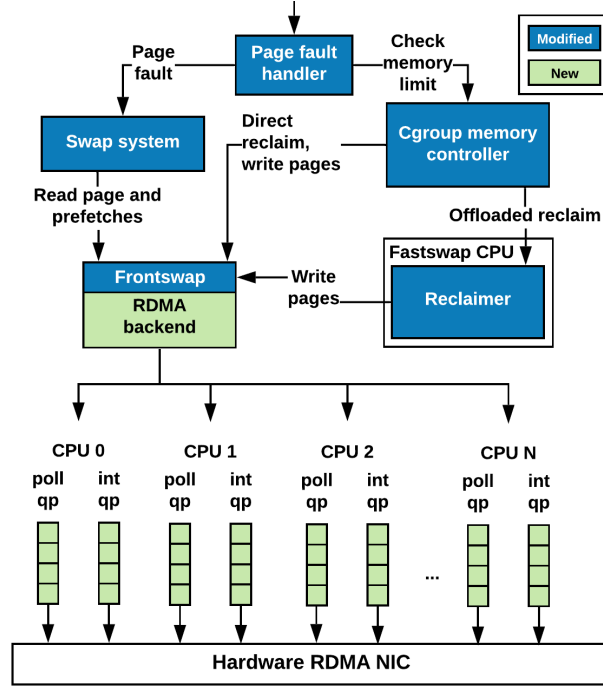 Page fault
handler
Modified
New
Page
fault
Check
memory
limit
Swap system
Direct
reclaim,
write pages
Cgroup memory
controller
Read page and
prefetches
Offloaded reclaim
Fastswap CPU
Frontswap
RDMA
backend
Write
pages
Reclaimer
CPU 0
CPU 1
CPU 2
CPU N
poll
qp
int
qp
poll
qp
int
qp
poll
qp
int
qp
poll
qp
int
qp
...
Hardware RDMA NIC